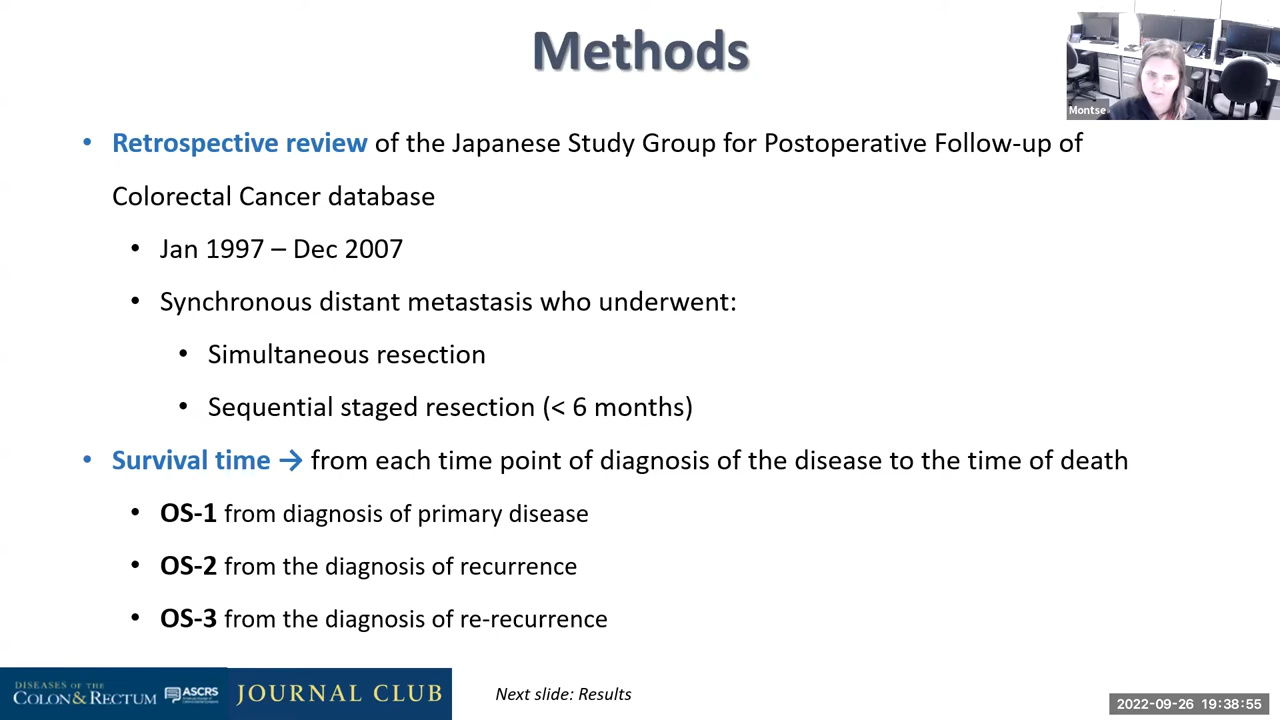 Methods
Montse
• Retrospective review of the Japanese Study Group for Postoperative Follow-up of
Colorectal Cancer database
• Jan 1997 – Dec 2007
• Synchronous distant metastasis who underwent:
• Simultaneous resection
• Sequential staged resection (< 6 months)
• Survival time → from each time point of diagnosis of the disease to the time of death
• OS-1 from diagnosis of primary disease
• OS-2 from the diagnosis of recurrence
• OS-3 from the diagnosis of re-recurrence
DISEASES OF THE
COLON & RECTUM
ASCRS
JOURNAL CLUB
Next slide: Results
2022-09-26 19:38:55